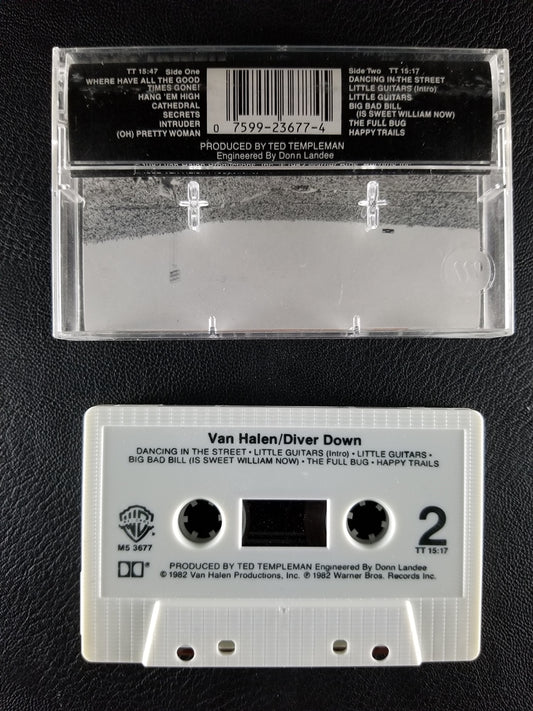 TT 15:47 Side One
WHERE HAVE ALL THE GOOD
TIMES GONE!
HANG 'EM HIGH
CATHEDRAL
SECRETS
INTRUDER
(OH) PRETTY WOMAN
0 7599-23677-4
Side Two TT 15:17
DANCING IN THE STREET
LITTLE GUITARS (Intro)
LITTLE GUITARS
BIG BAD BILL
(IS SWEET WILLIAM NOW)
THE FULL BUG
HAPPY TRAILS
PRODUCED BY TED TEMPLEMAN
Engineered By Donn Landee
Van Halen/Diver Down
DANCING IN THE STREET • LITTLE GUITARS (Intro) • LITTLE GUITARS •
BIG BAD BILL (IS SWEET WILLIAM NOW) • THE FULL BUG • HAPPY TRAILS
M5 3677
2
TT 15:17
PRODUCED BY TED TEMPLEMAN Engineered By Donn Landee
© 1982 Van Halen Productions, Inc. ℗ 1982 Warner Bros. Records Inc.